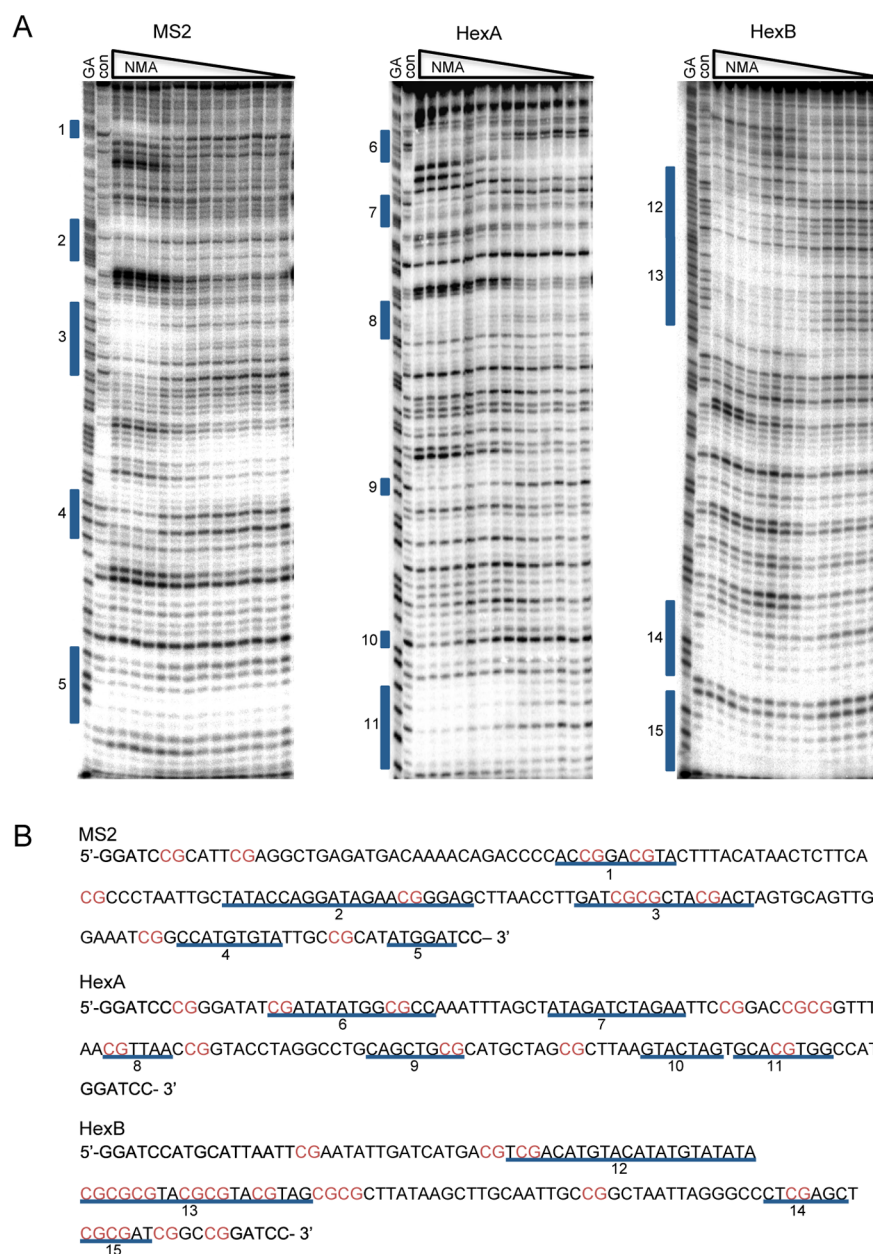 A
MS2
HexA
HexB
GA
con
NMA
GA
con
NMA
GA
con
NMA
1
2
3
4
5
6
7
8
9
10
11
12
13
14
15
B
MS2
5'-GGATCCGCATTCGAGGCTGAGATGACAAAACAGACCCCACCGGACGTACTTTACATAACTCTTCA
1
CGCCCTAATTGCTATACCAGGATAGAACGGGAGCTTAACCTTGATCGCGCTACGACTAGTGCAGTTG
2 3
GAAATCGGCCATGTGTATTGCCGCATATGGATCC– 3'
4 5
HexA
5'-GGATCCCGGGATATCGATATATGGCGCCAAATTTAGCTATAGATCTAGAATTCCGGACCGCGGTTT
6 7
AACGTTAACCGGTACCTAGGCCTGCAGCTGCGCATGCTAGCGCTTAAGTACTAGTGCACGTGGCCAT
8 9 10 11
GGATCC- 3'
HexB
5'-GGATCCATGCATTAATTCGAATATTGATCATGACGTCGACATGTACATATGTATATA
12
CGCGCGTACGCGTACGTAGCGCGCTTATAAGCTTGCAATTGCCGGCTAATTAGGGCCCTCGAGCT
13 14
CGCGATCGGCCGGATCC- 3'
15